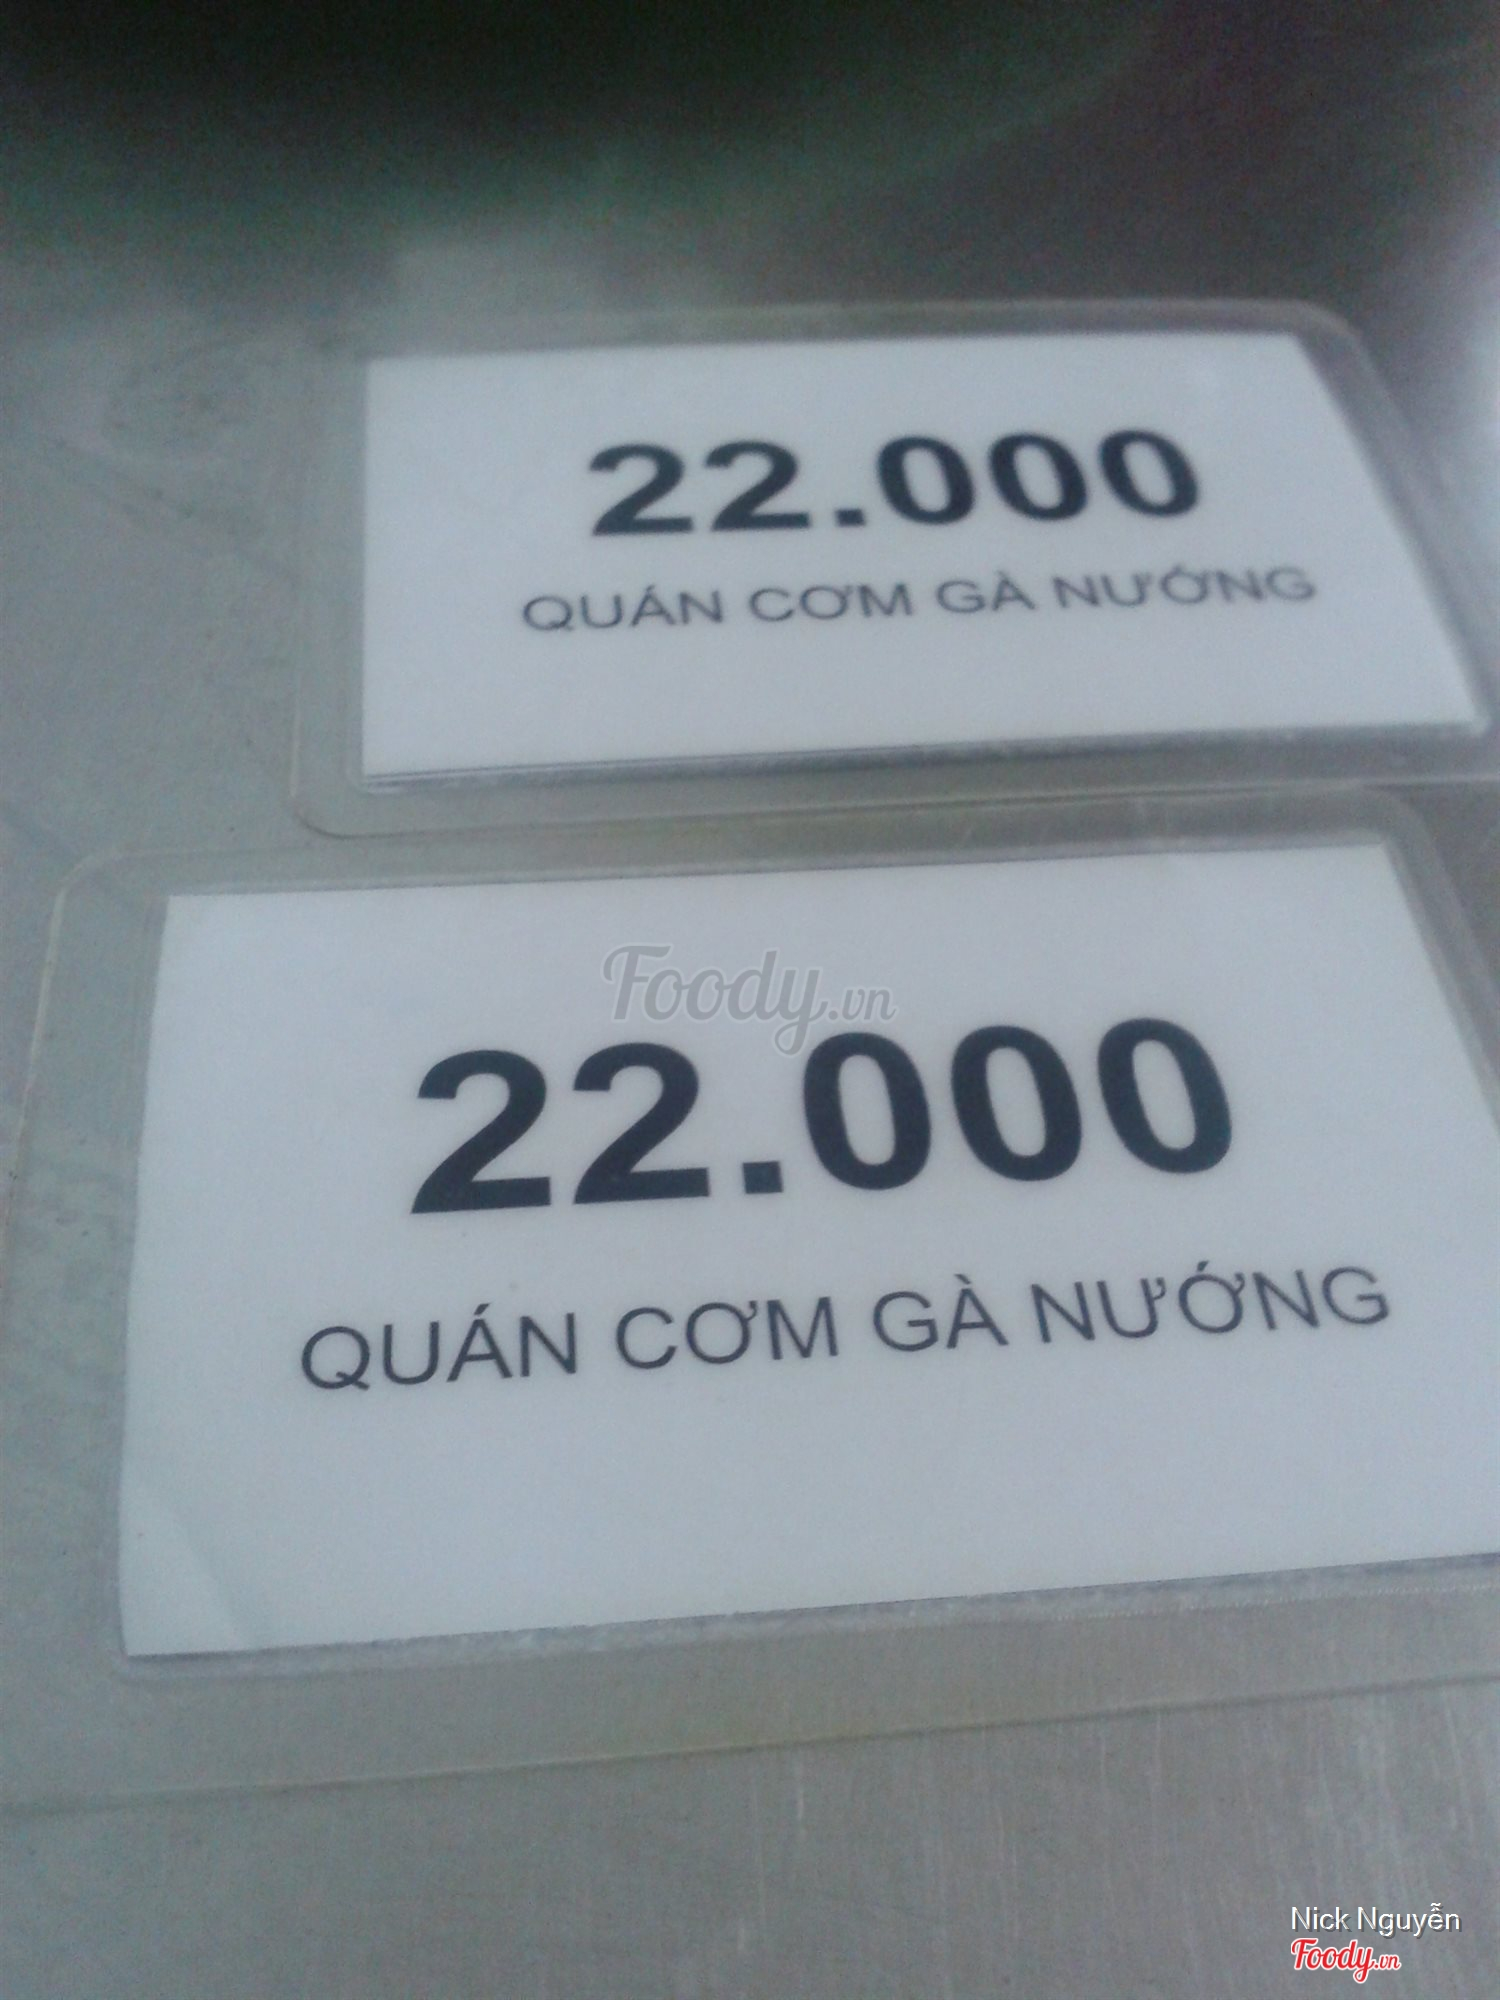 22.000
QUÁN CƠM GÀ NƯỚNG
Foody.vn
22.000
QUÁN CƠM GÀ NƯỚNG
Nick Nguyễn
Foody.vn